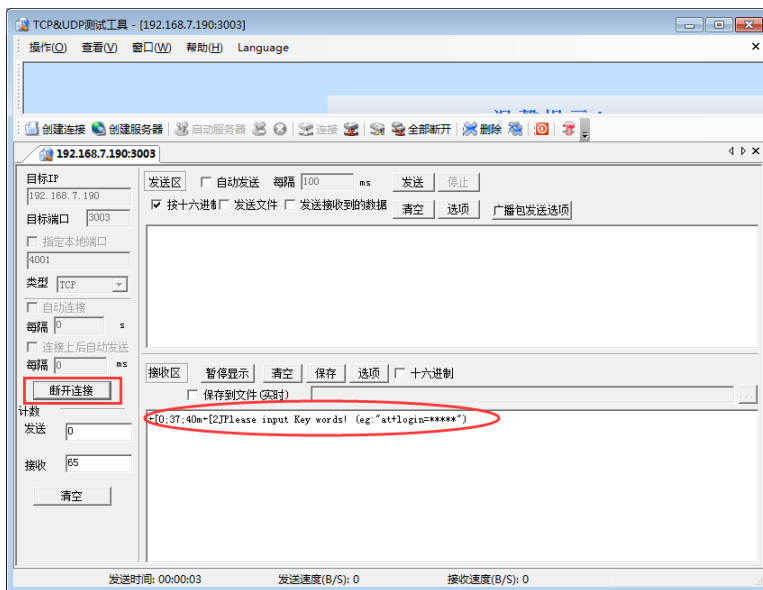 TCP&UDP测试工具 - [192.168.7.190:3003]
操作(O) 查看(V) 窗口(W) 帮助(H) Language
创建连接 创建服务器 启动服务器 连接 全部断开 删除
192.168.7.190:3003
目标IP
192.168.7.190
目标端口 3003
指定本地端口
4001
类型 TCP
自动连接
每隔 0 s
连接上后自动发送
每隔 0 ms
断开连接
计数
发送 0
接收 65
清空
发送区 自动发送 每隔 100 ms 发送 停止
按十六进制 发送文件 发送接收到的数据 清空 选项 广播包发送选项
接收区 暂停显示 清空 保存 选项 十六进制
保存到文件(实时) ...
←[0;37;40m←[2JPlease input Key words! (eg:"at+login=*****")
发送时间: 00:00:03 发送速度(B/S): 0 接收速度(B/S): 0